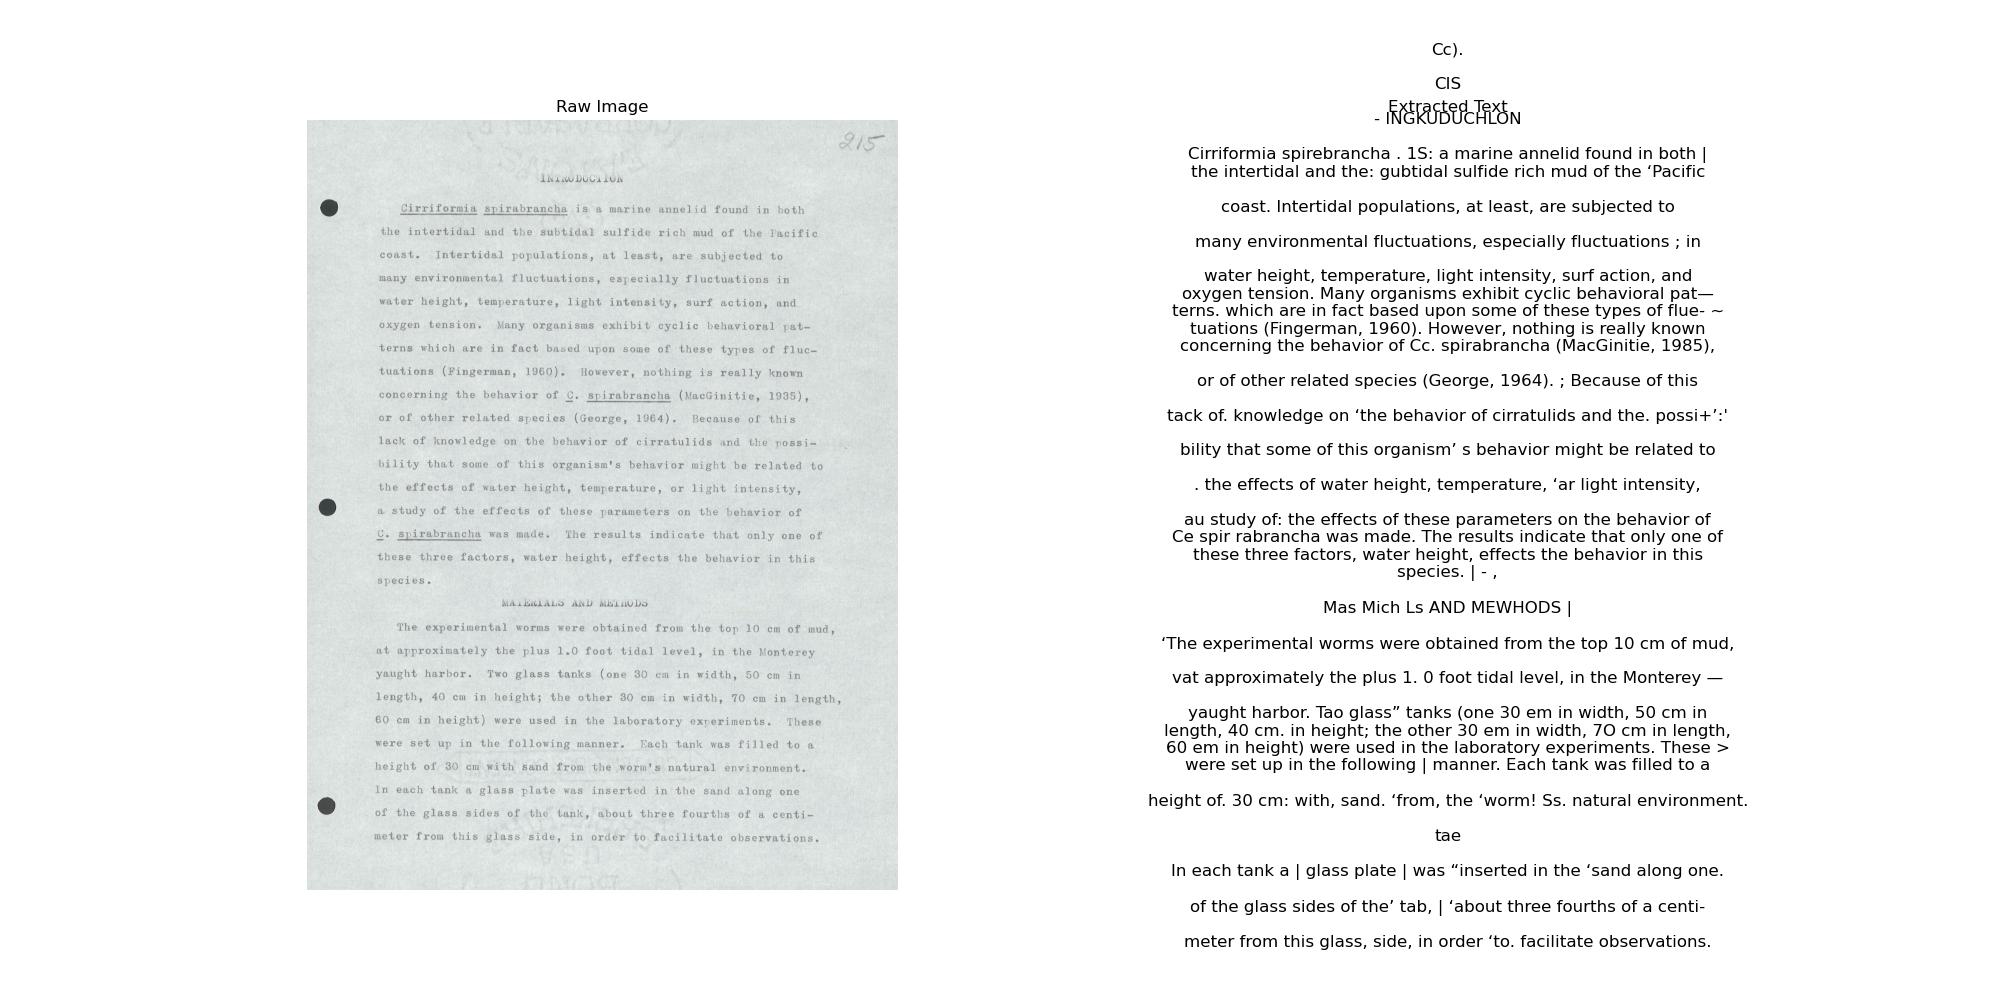 Raw Image
215
INTRODUCTION
Cirriformia spirabrancha is a marine annelid found in both
the intertidal and the subtidal sulfide rich mud of the Pacific
coast. Intertidal populations, at least, are subjected to
many environmental fluctuations, especially fluctuations in
water height, temperature, light intensity, surf action, and
oxygen tension. Many organisms exhibit cyclic behavioral pat-
terns which are in fact based upon some of these types of fluc-
tuations (Fingerman, 1960). However, nothing is really known
concerning the behavior of C. spirabrancha (MacGinitie, 1935),
or of other related species (George, 1964). Because of this
lack of knowledge on the behavior of cirratulids and the possi-
bility that some of this organism's behavior might be related to
the effects of water height, temperature, or light intensity,
a study of the effects of these parameters on the behavior of
C. spirabrancha was made. The results indicate that only one of
these three factors, water height, effects the behavior in this
species.
MATERIALS AND METHODS
The experimental worms were obtained from the top 10 cm of mud,
at approximately the plus 1.0 foot tidal level, in the Monterey
yaught harbor. Two glass tanks (one 30 cm in width, 50 cm in
length, 40 cm in height; the other 30 cm in width, 70 cm in length,
60 cm in height) were used in the laboratory experiments. These
were set up in the following manner. Each tank was filled to a
height of 30 cm with sand from the worm's natural environment.
In each tank a glass plate was inserted in the sand along one
of the glass sides of the tank, about three fourths of a centi-
meter from this glass side, in order to facilitate observations.
Cc).
CIS
Extracted Text
- INGKUDUCHLON
Cirriformia spirebrancha . 1S: a marine annelid found in both |
the intertidal and the: gubtidal sulfide rich mud of the ‘Pacific
coast. Intertidal populations, at least, are subjected to
many environmental fluctuations, especially fluctuations ; in
water height, temperature, light intensity, surf action, and
oxygen tension. Many organisms exhibit cyclic behavioral pat—
terns. which are in fact based upon some of these types of flue- ~
tuations (Fingerman, 1960). However, nothing is really known
concerning the behavior of Cc. spirabrancha (MacGinitie, 1985),
or of other related species (George, 1964). ; Because of this
tack of. knowledge on ‘the behavior of cirratulids and the. possi+’:'
bility that some of this organism’ s behavior might be related to
. the effects of water height, temperature, ‘ar light intensity,
au study of: the effects of these parameters on the behavior of
Ce spir rabrancha was made. The results indicate that only one of
these three factors, water height, effects the behavior in this
species. | - ,
Mas Mich Ls AND MEWHODS |
‘The experimental worms were obtained from the top 10 cm of mud,
vat approximately the plus 1. 0 foot tidal level, in the Monterey —
yaught harbor. Tao glass” tanks (one 30 em in width, 50 cm in
length, 40 cm. in height; the other 30 em in width, 7O cm in length,
60 em in height) were used in the laboratory experiments. These >
were set up in the following | manner. Each tank was filled to a
height of. 30 cm: with, sand. ‘from, the ‘worm! Ss. natural environment.
tae
In each tank a | glass plate | was “inserted in the ‘sand along one.
of the glass sides of the’ tab, | ‘about three fourths of a centi-
meter from this glass, side, in order ‘to. facilitate observations.